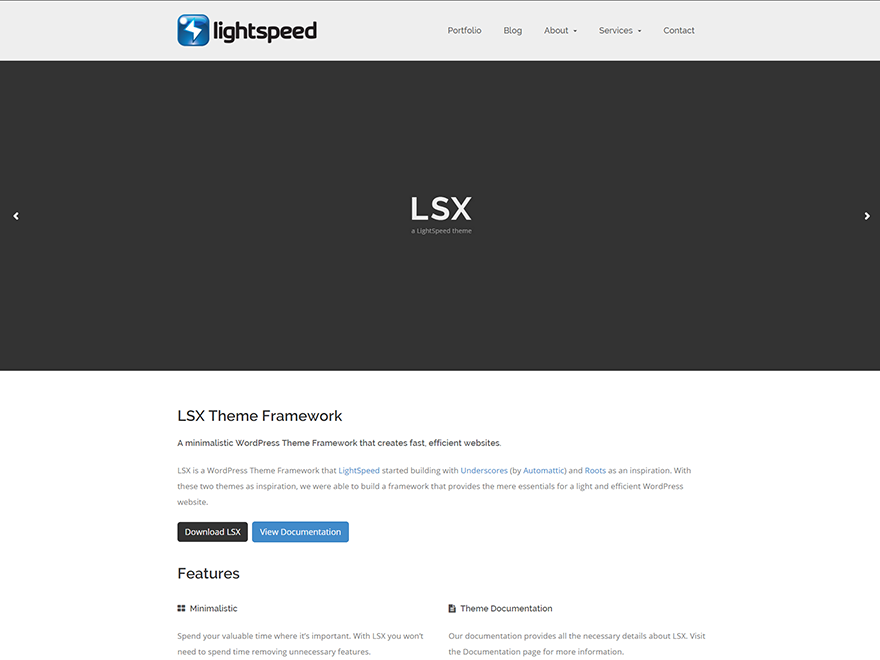 lightspeed
Portfolio Blog About Services Contact
LSX
a LightSpeed theme
LSX Theme Framework
A minimalistic WordPress Theme Framework that creates fast, efficient websites.
LSX is a WordPress Theme Framework that LightSpeed started building with Underscores (by Automattic) and Roots as an inspiration. With
these two themes as inspiration, we were able to build a framework that provides the mere essentials for a light and efficient WordPress
website.
Download LSX View Documentation
Features
Minimalistic
Spend your valuable time where it's important. With LSX you won't
need to spend time removing unnecessary features.
Theme Documentation
Our documentation provides all the necessary details about LSX. Visit
the Documentation page for more information.